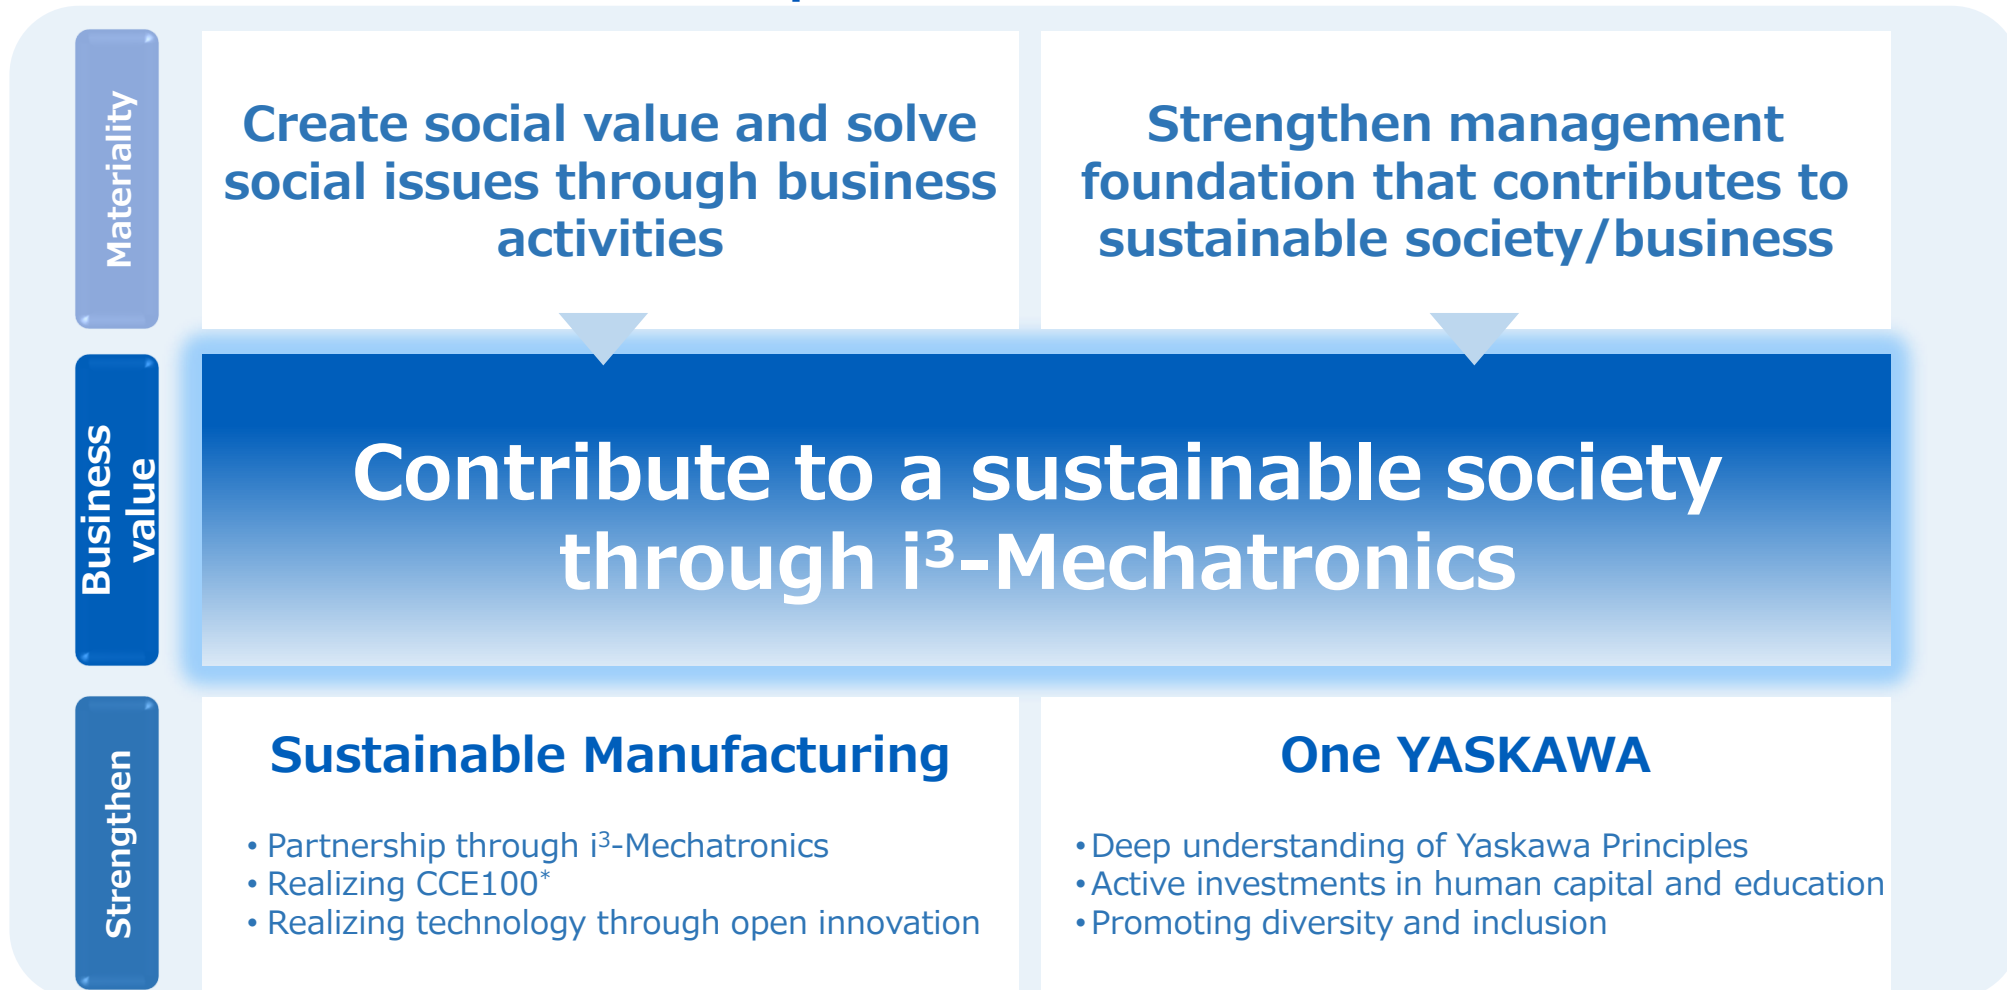 Materiality
Create social value and solve
social issues through business
activities
Strengthen management
foundation that contributes to
sustainable society/business
Business
value
Contribute to a sustainable society
through i³-Mechatronics
Strengthen
Sustainable Manufacturing
• Partnership through i³-Mechatronics
• Realizing CCE100*
• Realizing technology through open innovation
One YASKAWA
• Deep understanding of Yaskawa Principles
• Active investments in human capital and education
• Promoting diversity and inclusion